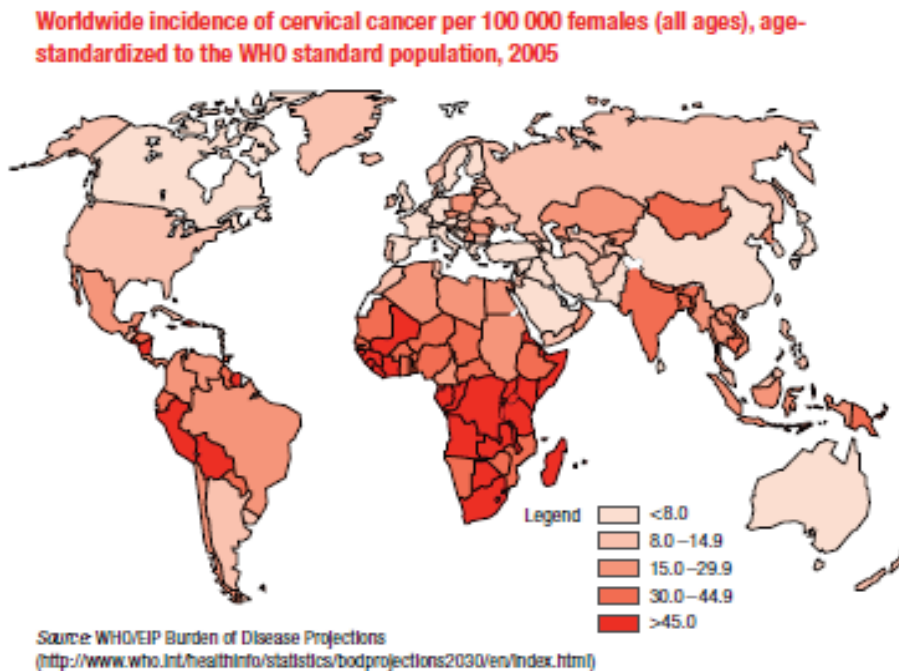 Worldwide incidence of cervical cancer per 100 000 females (all ages), age-
standardized to the WHO standard population, 2005
Legend
<8.0
8.0–14.9
15.0–29.9
30.0–44.9
>45.0
Source: WHO/EIP Burden of Disease Projections
(http://www.who.int/healthinfo/statistics/bodprojections2030/en/index.html)